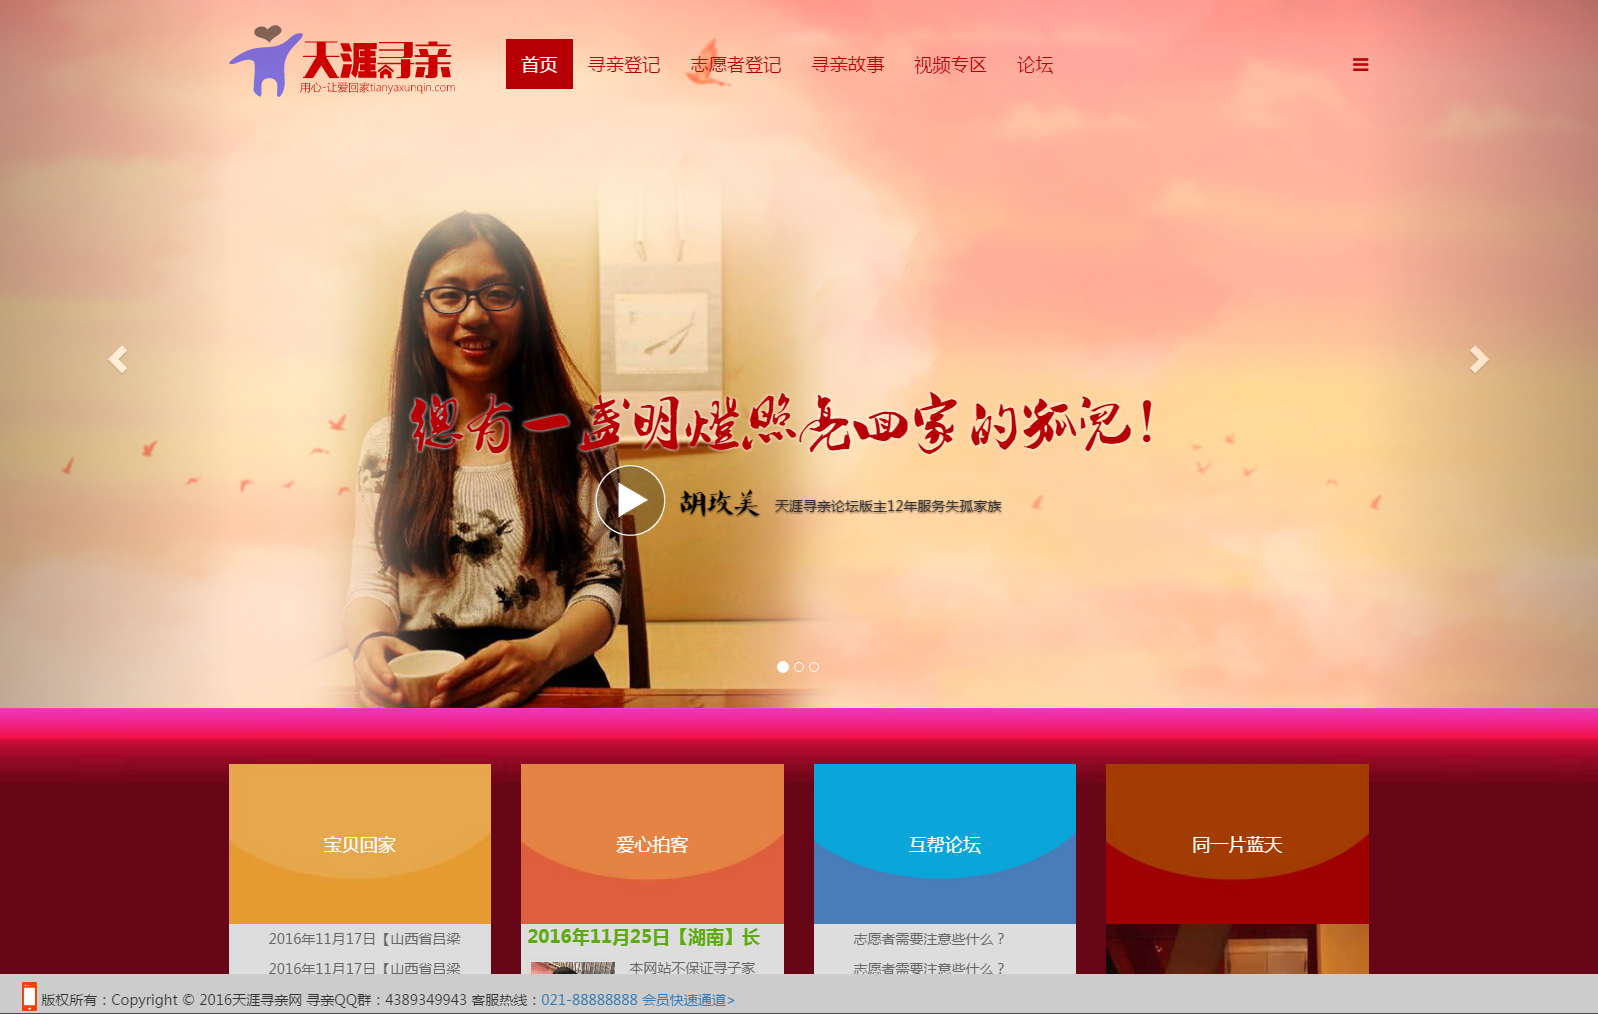 天涯寻亲
用心-让爱回家tianyaxunqin.com
首页 寻亲登记 志愿者登记 寻亲故事 视频专区 论坛
總有一盏明燈照亮回家的孤兒!
胡玫美 天涯寻亲论坛版主12年服务失孤家族
宝贝回家 爱心拍客 互帮论坛 同一片蓝天
2016年11月17日【山西省吕梁 2016年11月25日【湖南】长 志愿者需要注意些什么？
2016年11月17日【山西省吕梁 本网站不保证寻子家 志愿者需要注意些什么？
版权所有：Copyright © 2016天涯寻亲网 寻亲QQ群：4389349943 客服热线：021-88888888 会员快速通道>